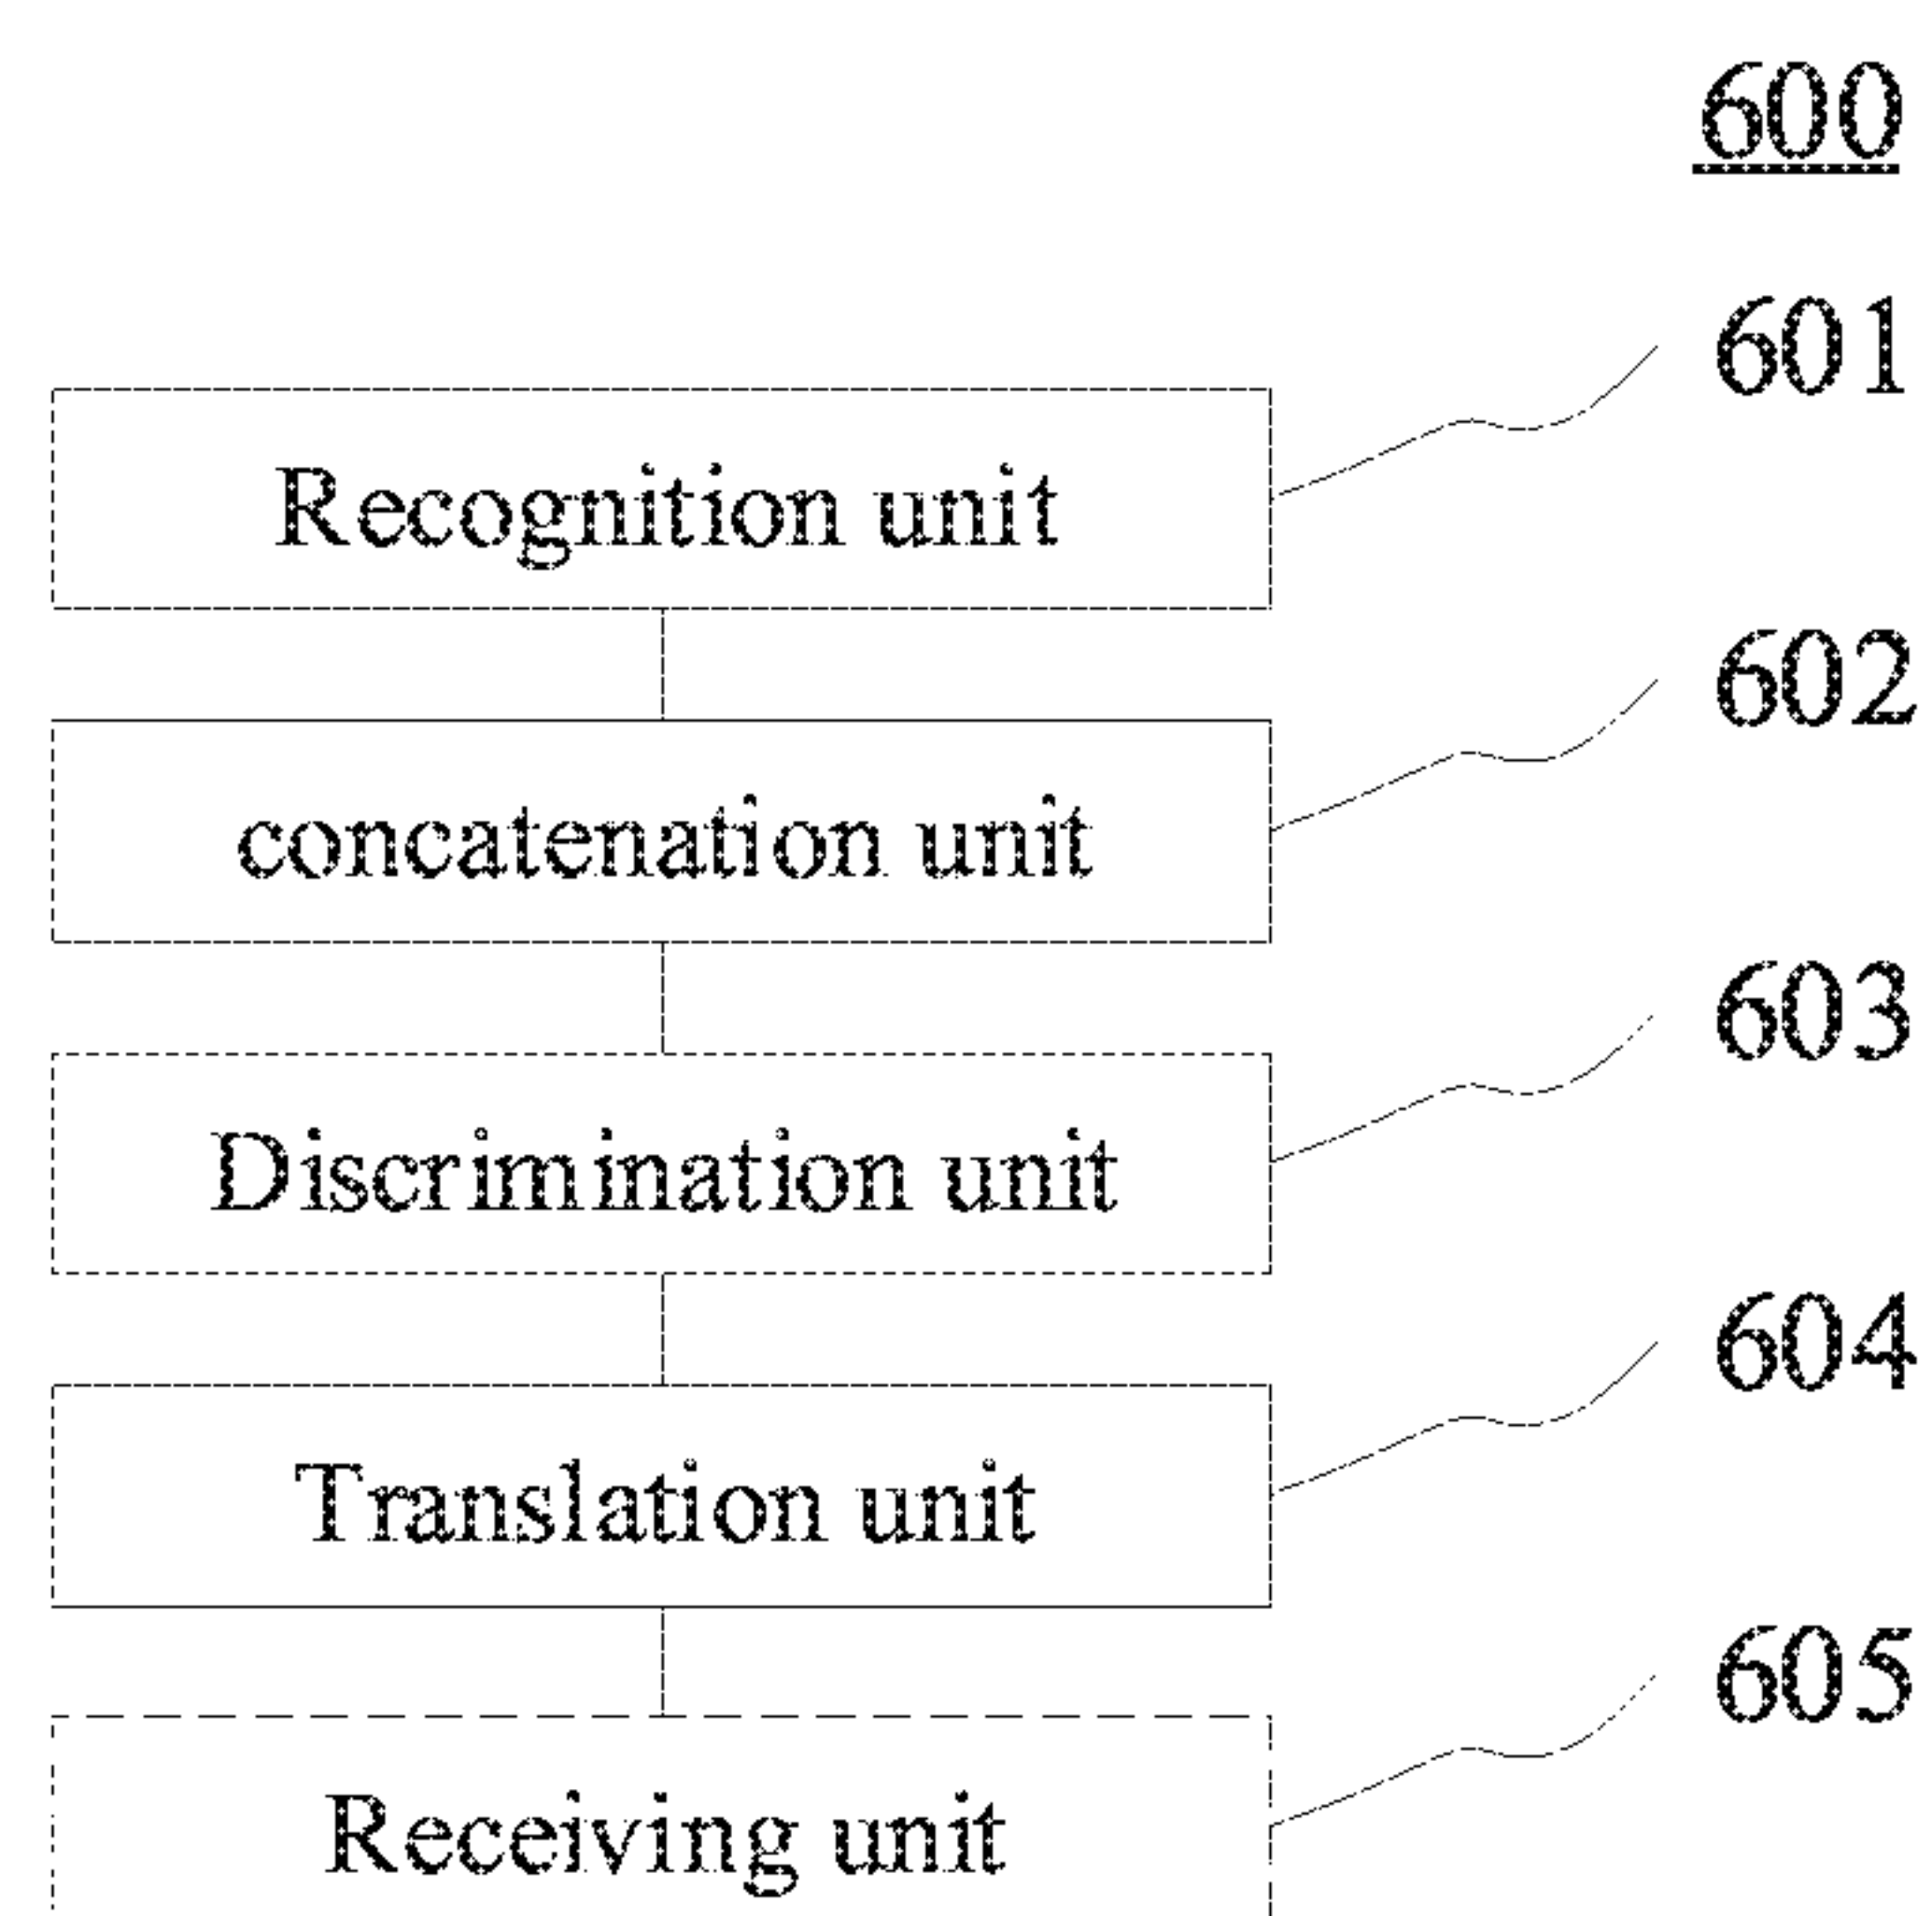 600
601
Recognition unit
602
concatenation unit
603
Discrimination unit
604
Translation unit
605
Receiving unit